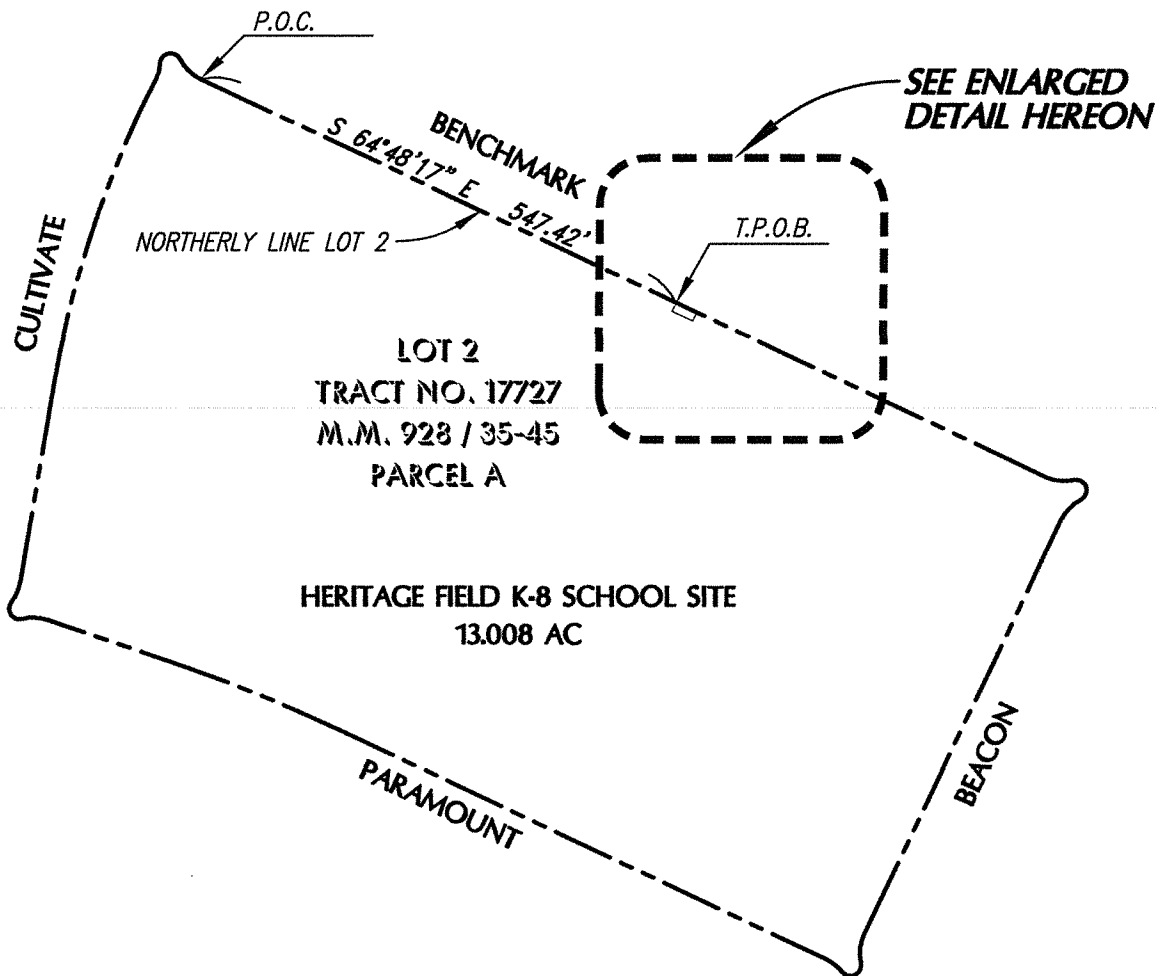 P.O.C.
SEE ENLARGED
DETAIL HEREON
BENCHMARK
S 64°48'17" E 547.42'
NORTHERLY LINE LOT 2
T.P.O.B.
CULTIVATE
LOT 2
TRACT NO. 17727
M.M. 928 / 35-45
PARCEL A
HERITAGE FIELD K-8 SCHOOL SITE
13.008 AC
BEACON
PARAMOUNT